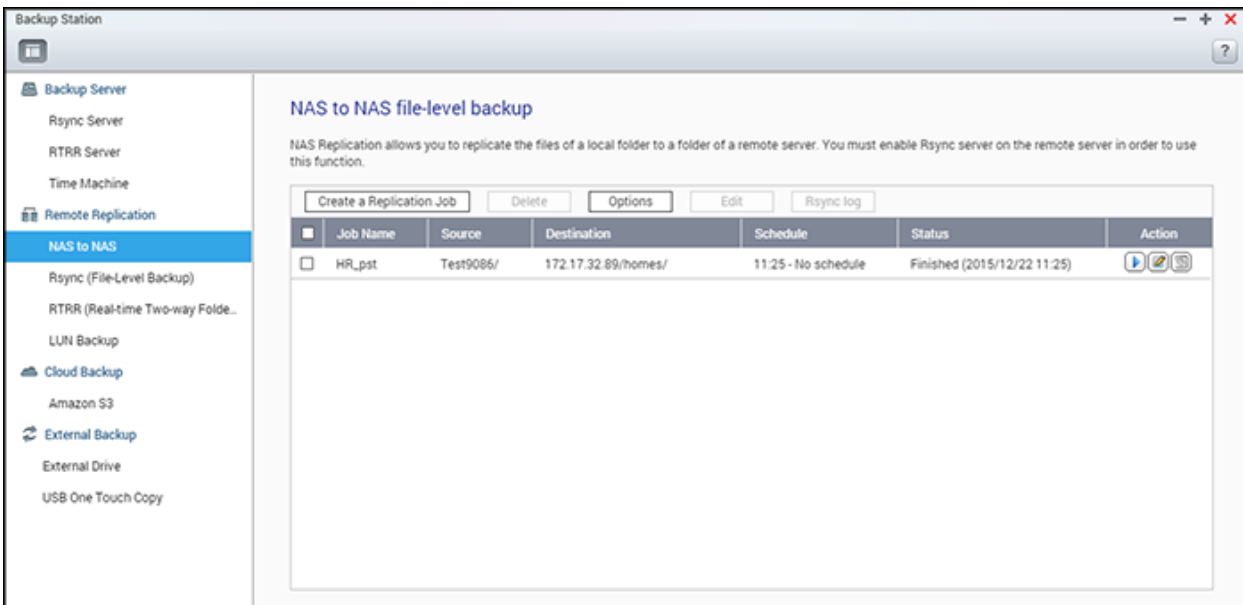 Backup Station
?
Backup Server
Rsync Server
RTRR Server
Time Machine
Remote Replication
NAS to NAS
Rsync (File-Level Backup)
RTRR (Real-time Two-way Folde..
LUN Backup
Cloud Backup
Amazon S3
External Backup
External Drive
USB One Touch Copy
NAS to NAS file-level backup
NAS Replication allows you to replicate the files of a local folder to a folder of a remote server. You must enable Rsync server on the remote server in order to use
this function.
Create a Replication Job Delete Options Edit Rsync log
Job Name Source Destination Schedule Status Action
HR_pst Test9086/ 172.17.32.89/homes/ 11:25 - No schedule Finished (2015/12/22 11:25)